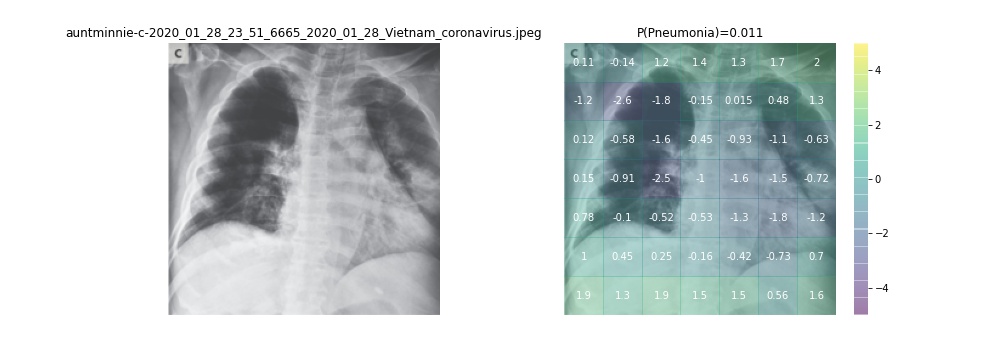 auntminnie-c-2020_01_28_23_51_6665_2020_01_28_Vietnam_coronavirus.jpeg
P(Pneumonia)=0.011
C
C
0.11 -0.14 1.2 1.4 1.3 1.7 2
-1.2 -2.6 -1.8 -0.15 0.015 0.48 1.3
0.12 -0.58 -1.6 -0.45 -0.93 -1.1 -0.63
0.15 -0.91 -2.5 -1 -1.6 -1.5 -0.72
0.78 -0.1 -0.52 -0.53 -1.3 -1.8 -1.2
1 0.45 0.25 -0.16 -0.42 -0.73 0.7
1.9 1.3 1.9 1.5 1.5 0.56 1.6
4
2
0
−2
−4